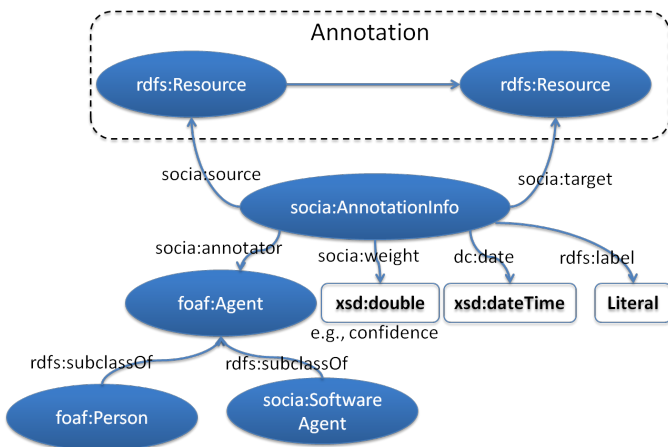 Annotation
rdfs:Resource
rdfs:Resource
socia:source
socia:target
socia:AnnotationInfo
socia:annotator
socia:weight
dc:date
rdfs:label
foaf:Agent
xsd:double
xsd:dateTime
Literal
e.g., confidence
rdfs:subclassOf
rdfs:subclassOf
foaf:Person
socia:Software
Agent